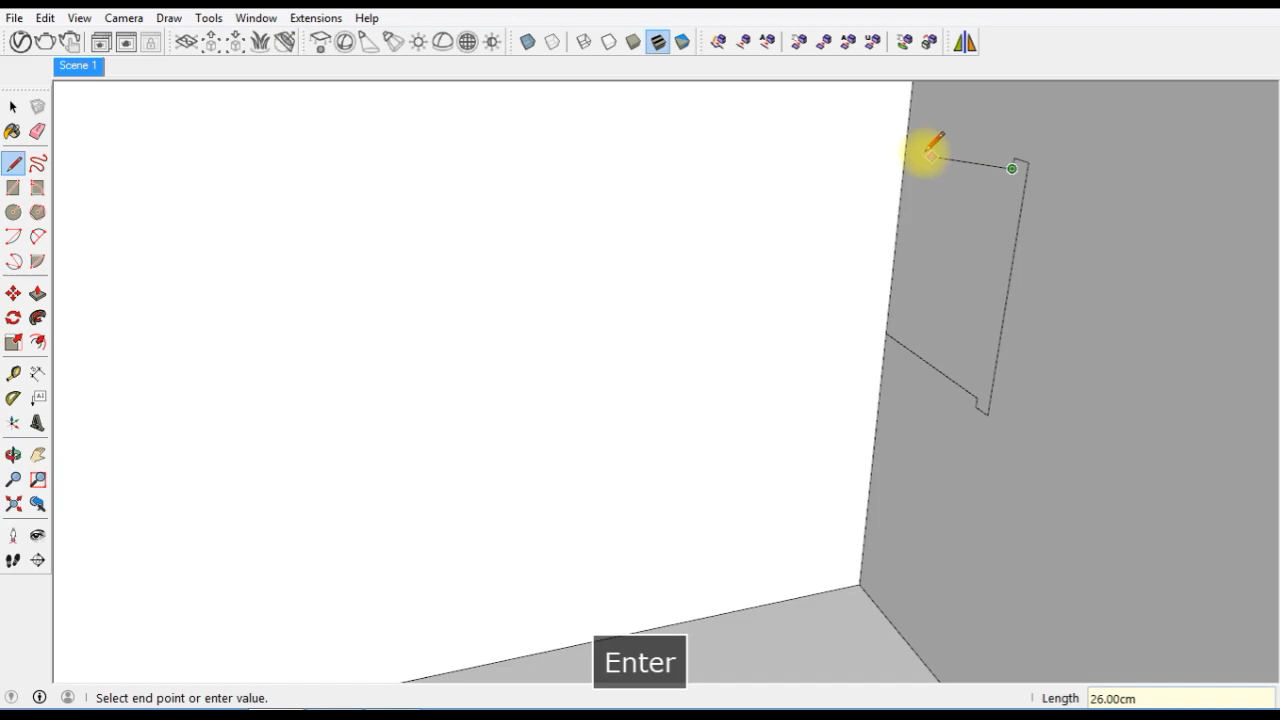 File Edit View Camera Draw Tools Window Extensions Help
Scene 1
Enter
Select end point or enter value.
Length 26.00cm